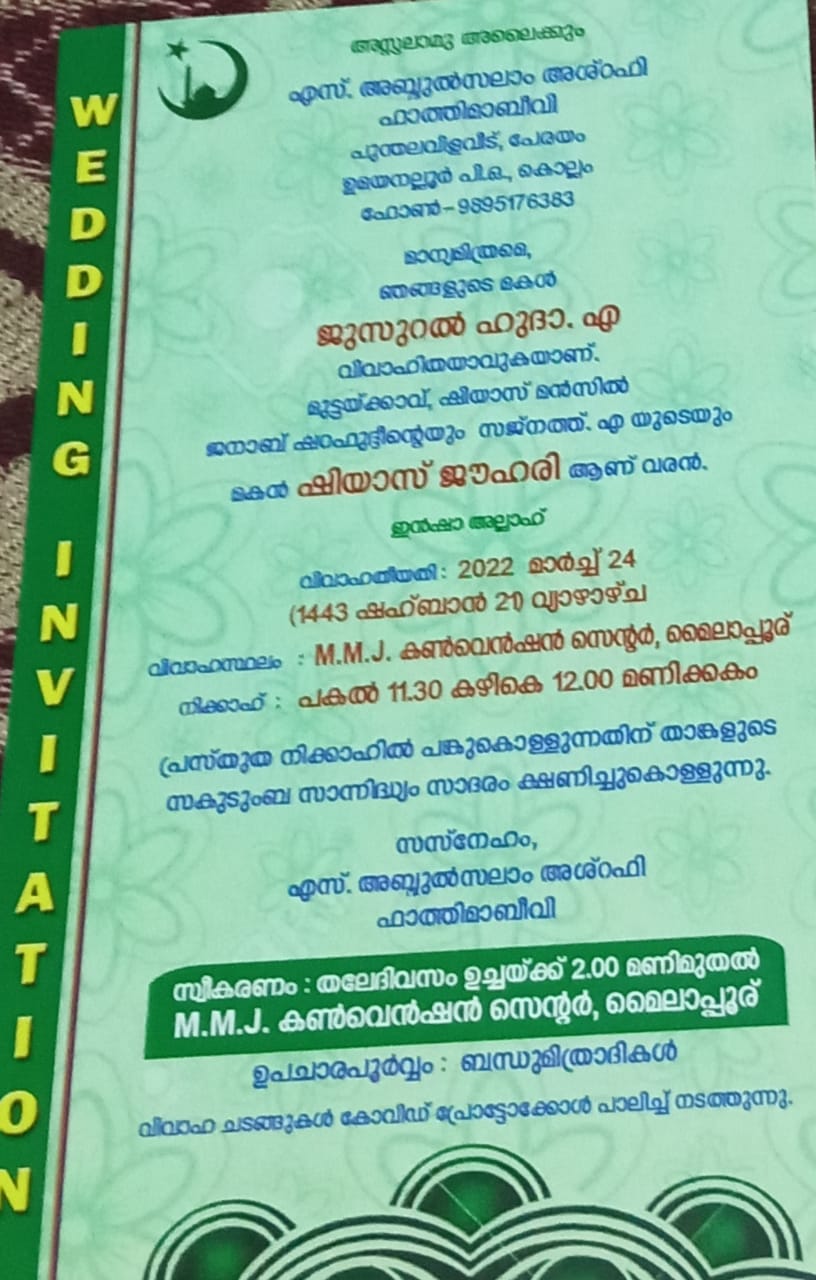 WEDDING INVITATION
അസ്സലാമു അലൈക്കും
എസ്. അബ്ദുൽസലാം അശ്റഫി
ഫാത്തിമാബീവി
പുന്തലവിളവീട്, പേരയം
ഉമയനല്ലൂർ പി.ഒ., കൊല്ലം
ഫോൺ - 9895176383
മാന്യമിത്രമെ,
ഞങ്ങളുടെ മകൾ
ജുസുറൽ ഹുദാ. എ
വിവാഹിതയാവുകയാണ്.
മുട്ടയ്ക്കാവ്, ഷിയാസ് മൻസിൽ
ജനാബ് ഷറഫുദ്ദീന്റെയും സജ്നത്ത്. എ യുടെയും
മകൻ ഷിയാസ് ജൗഹരി ആണ് വരൻ.
ഇൻഷാ അല്ലാഹ്
വിവാഹതീയതി : 2022 മാർച്ച് 24
(1443 ഷഹ്ബാൻ 21) വ്യാഴാഴ്ച
വിവാഹസ്ഥലം : M.M.J. കൺവെൻഷൻ സെന്റർ, മൈലാപ്പൂര്
നിക്കാഹ് : പകൽ 11.30 കഴികെ 12.00 മണിക്കകം
പ്രസ്തുത നിക്കാഹിൽ പങ്കുകൊള്ളുന്നതിന് താങ്കളുടെ
സകുടുംബ സാന്നിദ്ധ്യം സാദരം ക്ഷണിച്ചുകൊള്ളുന്നു.
സസ്നേഹം,
എസ്. അബ്ദുൽസലാം അശ്റഫി
ഫാത്തിമാബീവി
സ്വീകരണം : തലേദിവസം ഉച്ചയ്ക്ക് 2.00 മണിമുതൽ
M.M.J. കൺവെൻഷൻ സെന്റർ, മൈലാപ്പൂര്
ഉപചാരപൂർവ്വം : ബന്ധുമിത്രാദികൾ
വിവാഹ ചടങ്ങുകൾ കോവിഡ് പ്രോട്ടോക്കോൾ പാലിച്ച് നടത്തുന്നു.